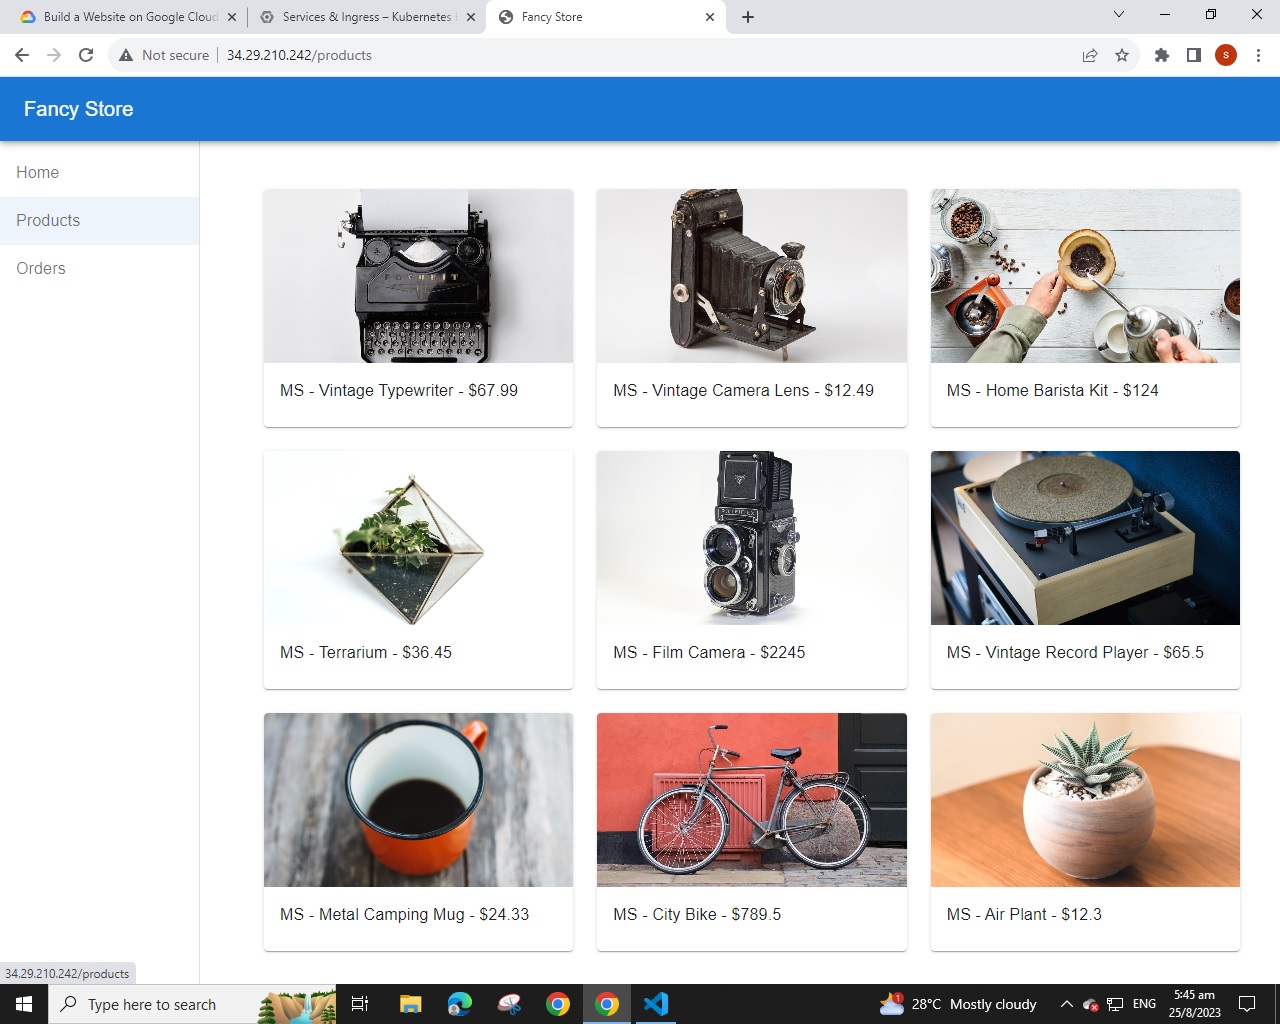 Build a Website on Google Cloud
Services & Ingress – Kubernetes
Fancy Store
Not secure
34.29.210.242/products
S
Fancy Store
Home
Products
Orders
MS - Vintage Typewriter - $67.99
MS - Vintage Camera Lens - $12.49
MS - Home Barista Kit - $124
MS - Terrarium - $36.45
MS - Film Camera - $2245
MS - Vintage Record Player - $65.5
MS - Metal Camping Mug - $24.33
MS - City Bike - $789.5
MS - Air Plant - $12.3
34.29.210.242/products
Type here to search
1
28°C Mostly cloudy
ENG
5:45 am
25/8/2023